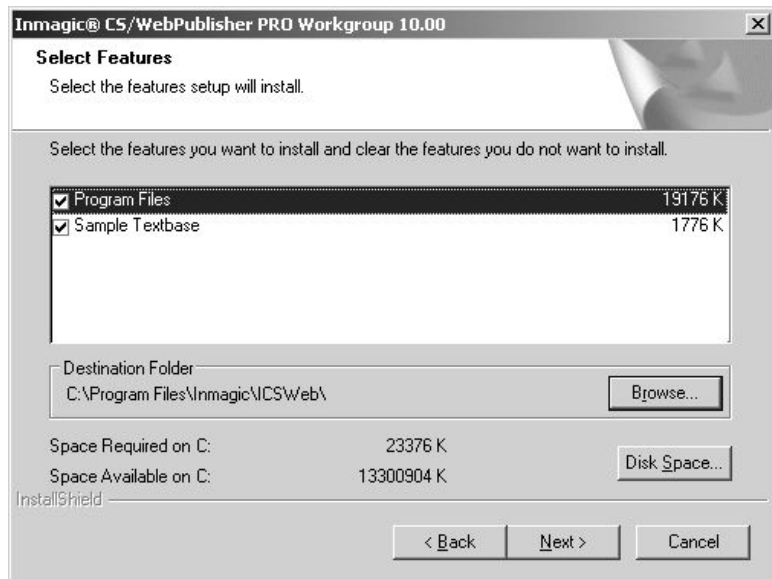 Inmagic® CS/WebPublisher PRO Workgroup 10.00
Select Features
Select the features setup will install.
Select the features you want to install and clear the features you do not want to install.
Program Files 19176 K
Sample Textbase 1776 K
Destination Folder
C:\Program Files\Inmagic\ICSWeb\
Browse...
Space Required on C: 23376 K
Space Available on C: 13300904 K
Disk Space...
InstallShield
< Back Next > Cancel